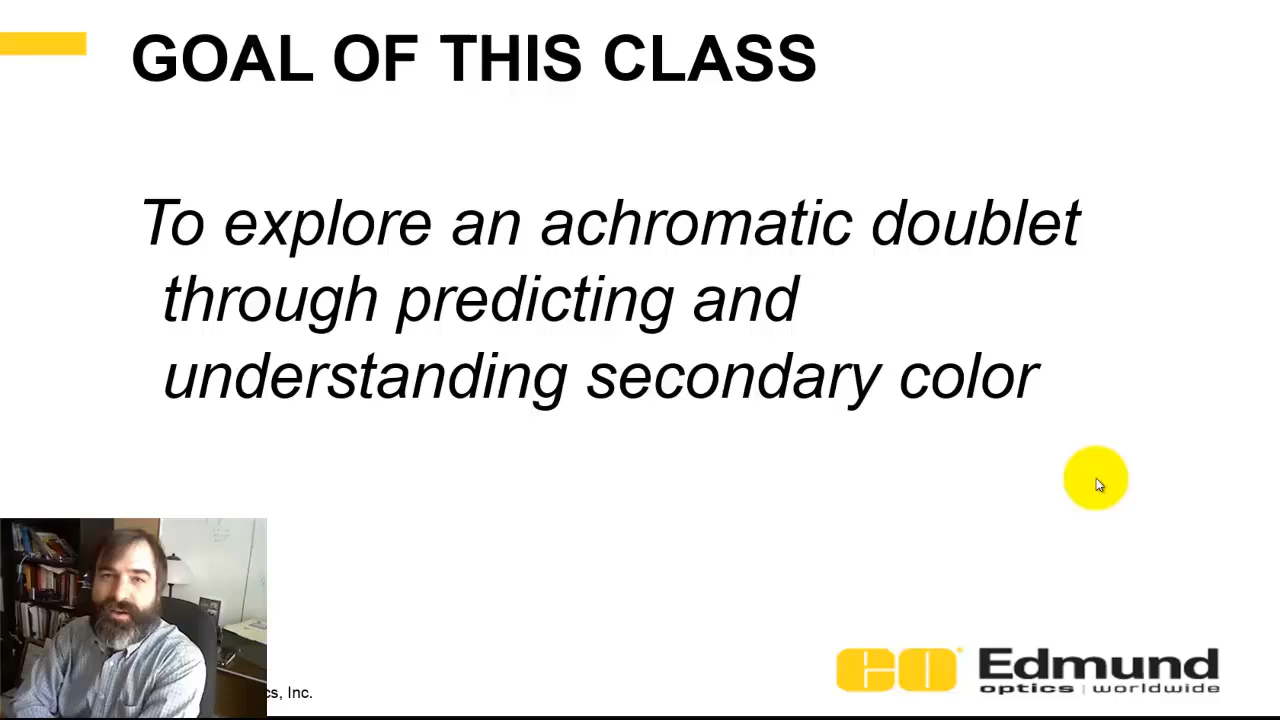 GOAL OF THIS CLASS
To explore an achromatic doublet
through predicting and
understanding secondary color
cs, Inc.
EO Edmund
optics | worldwide